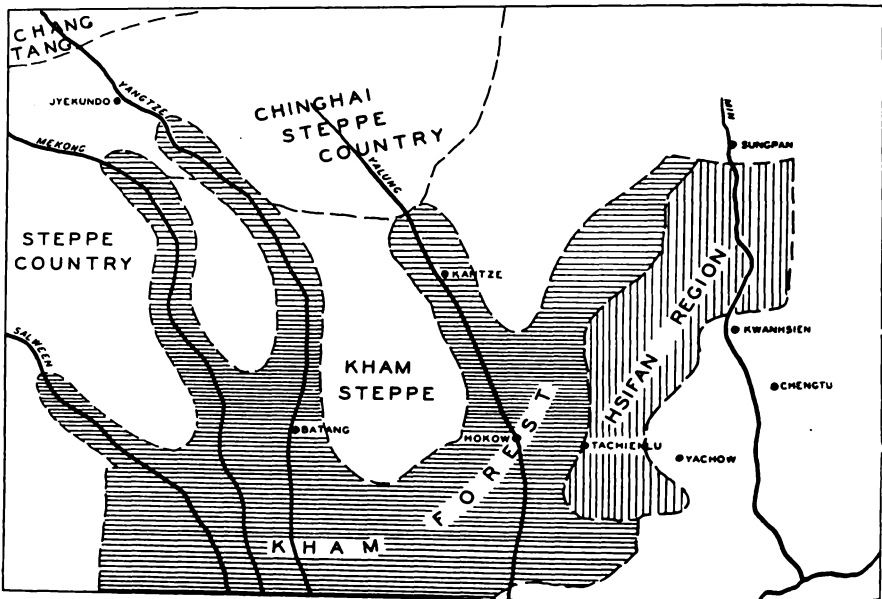 CHANG
TANG
YANGTZE
JYEKUNDO
MEKONG
CHINGHAI
STEPPE
COUNTRY
YALUNG
MIN
SUNGPAN
STEPPE
COUNTRY
KANTZE
HSIFAN REGION
SALWEEN
KWANHSIEN
KHAM
STEPPE
CHENGTU
BATANG
HOKOW
TACHIENLU
YACHOW
FOREST
KHAM